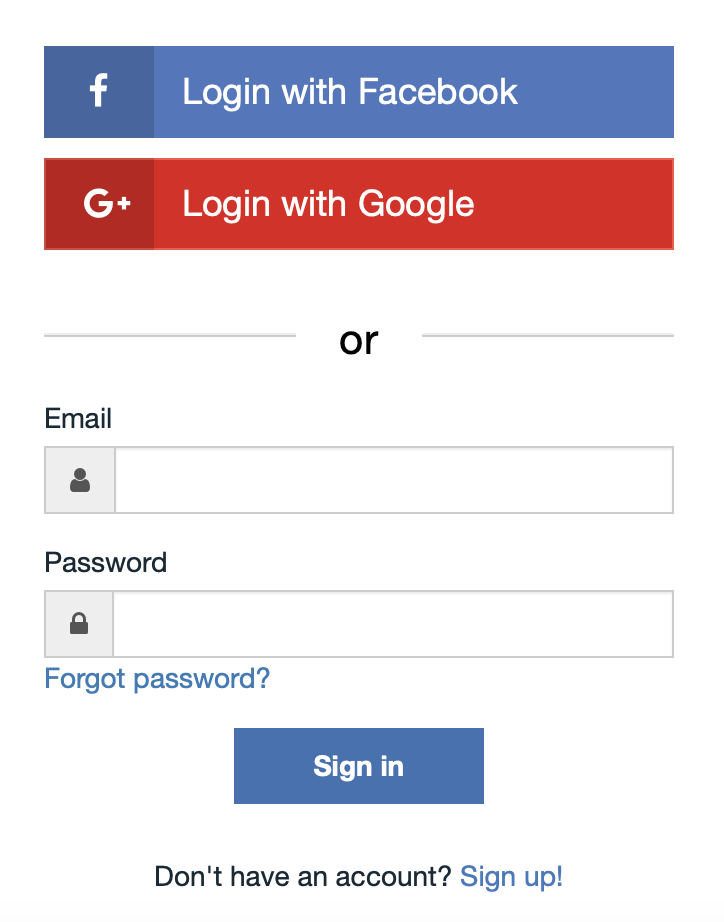 f Login with Facebook
G+ Login with Google
or
Email
Password
Forgot password?
Sign in
Don't have an account? Sign up!